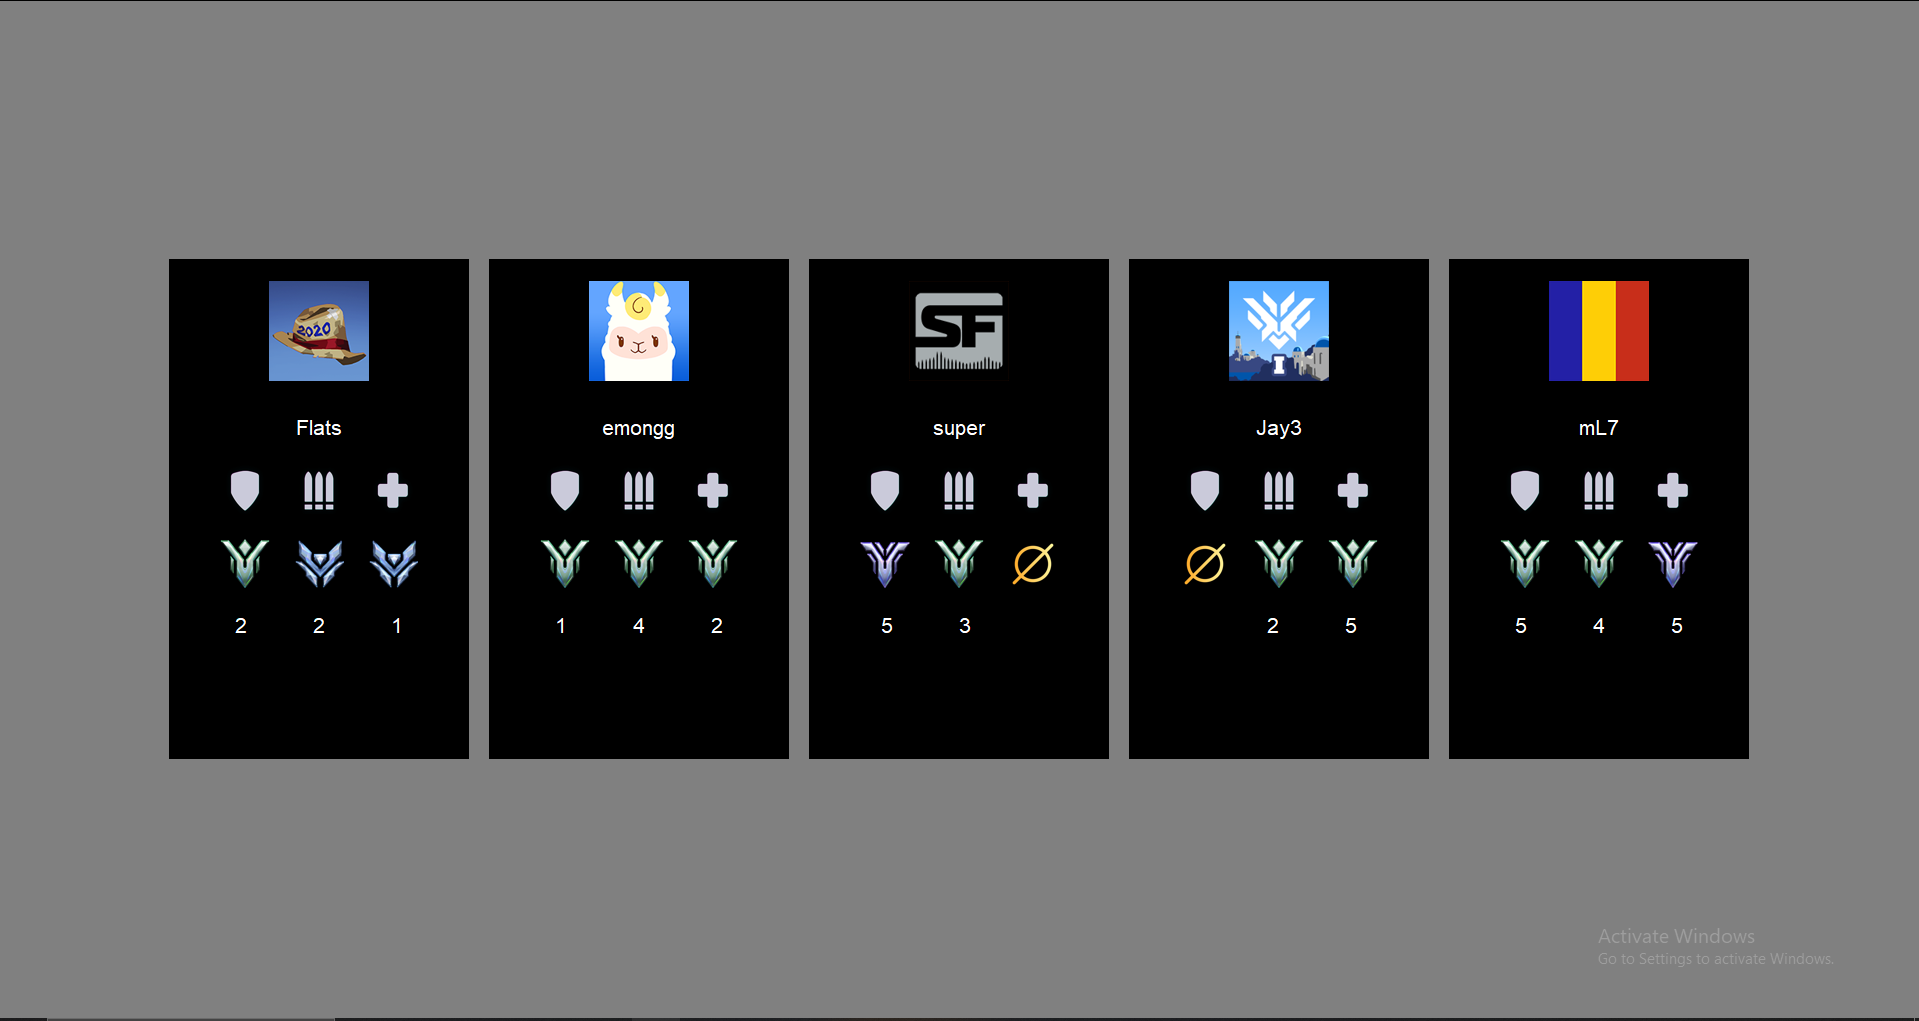 2020
SF
I
Flats
emongg
super
Jay3
mL7
2 2 1
1 4 2
5 3
2 5
5 4 5
Activate Windows
Go to Settings to activate Windows.